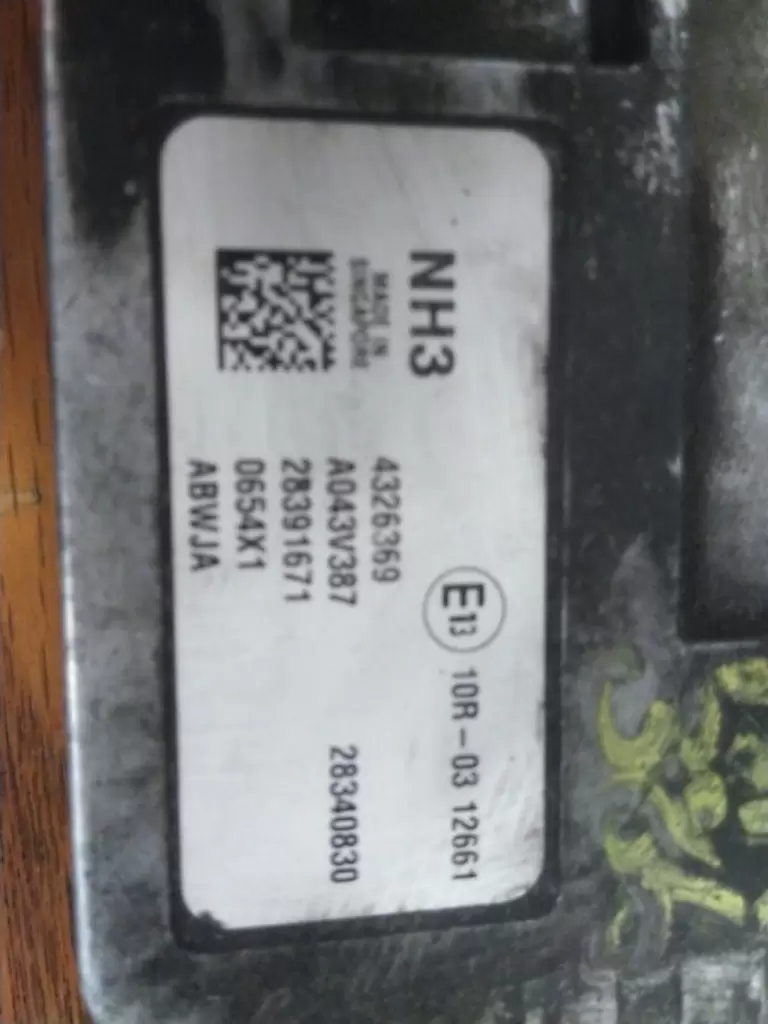 NH3
E13 10R-03 12661
MADE IN
SINGAPORE
4326369
A043V387 28340830
28391671
0654X1
ABWJA